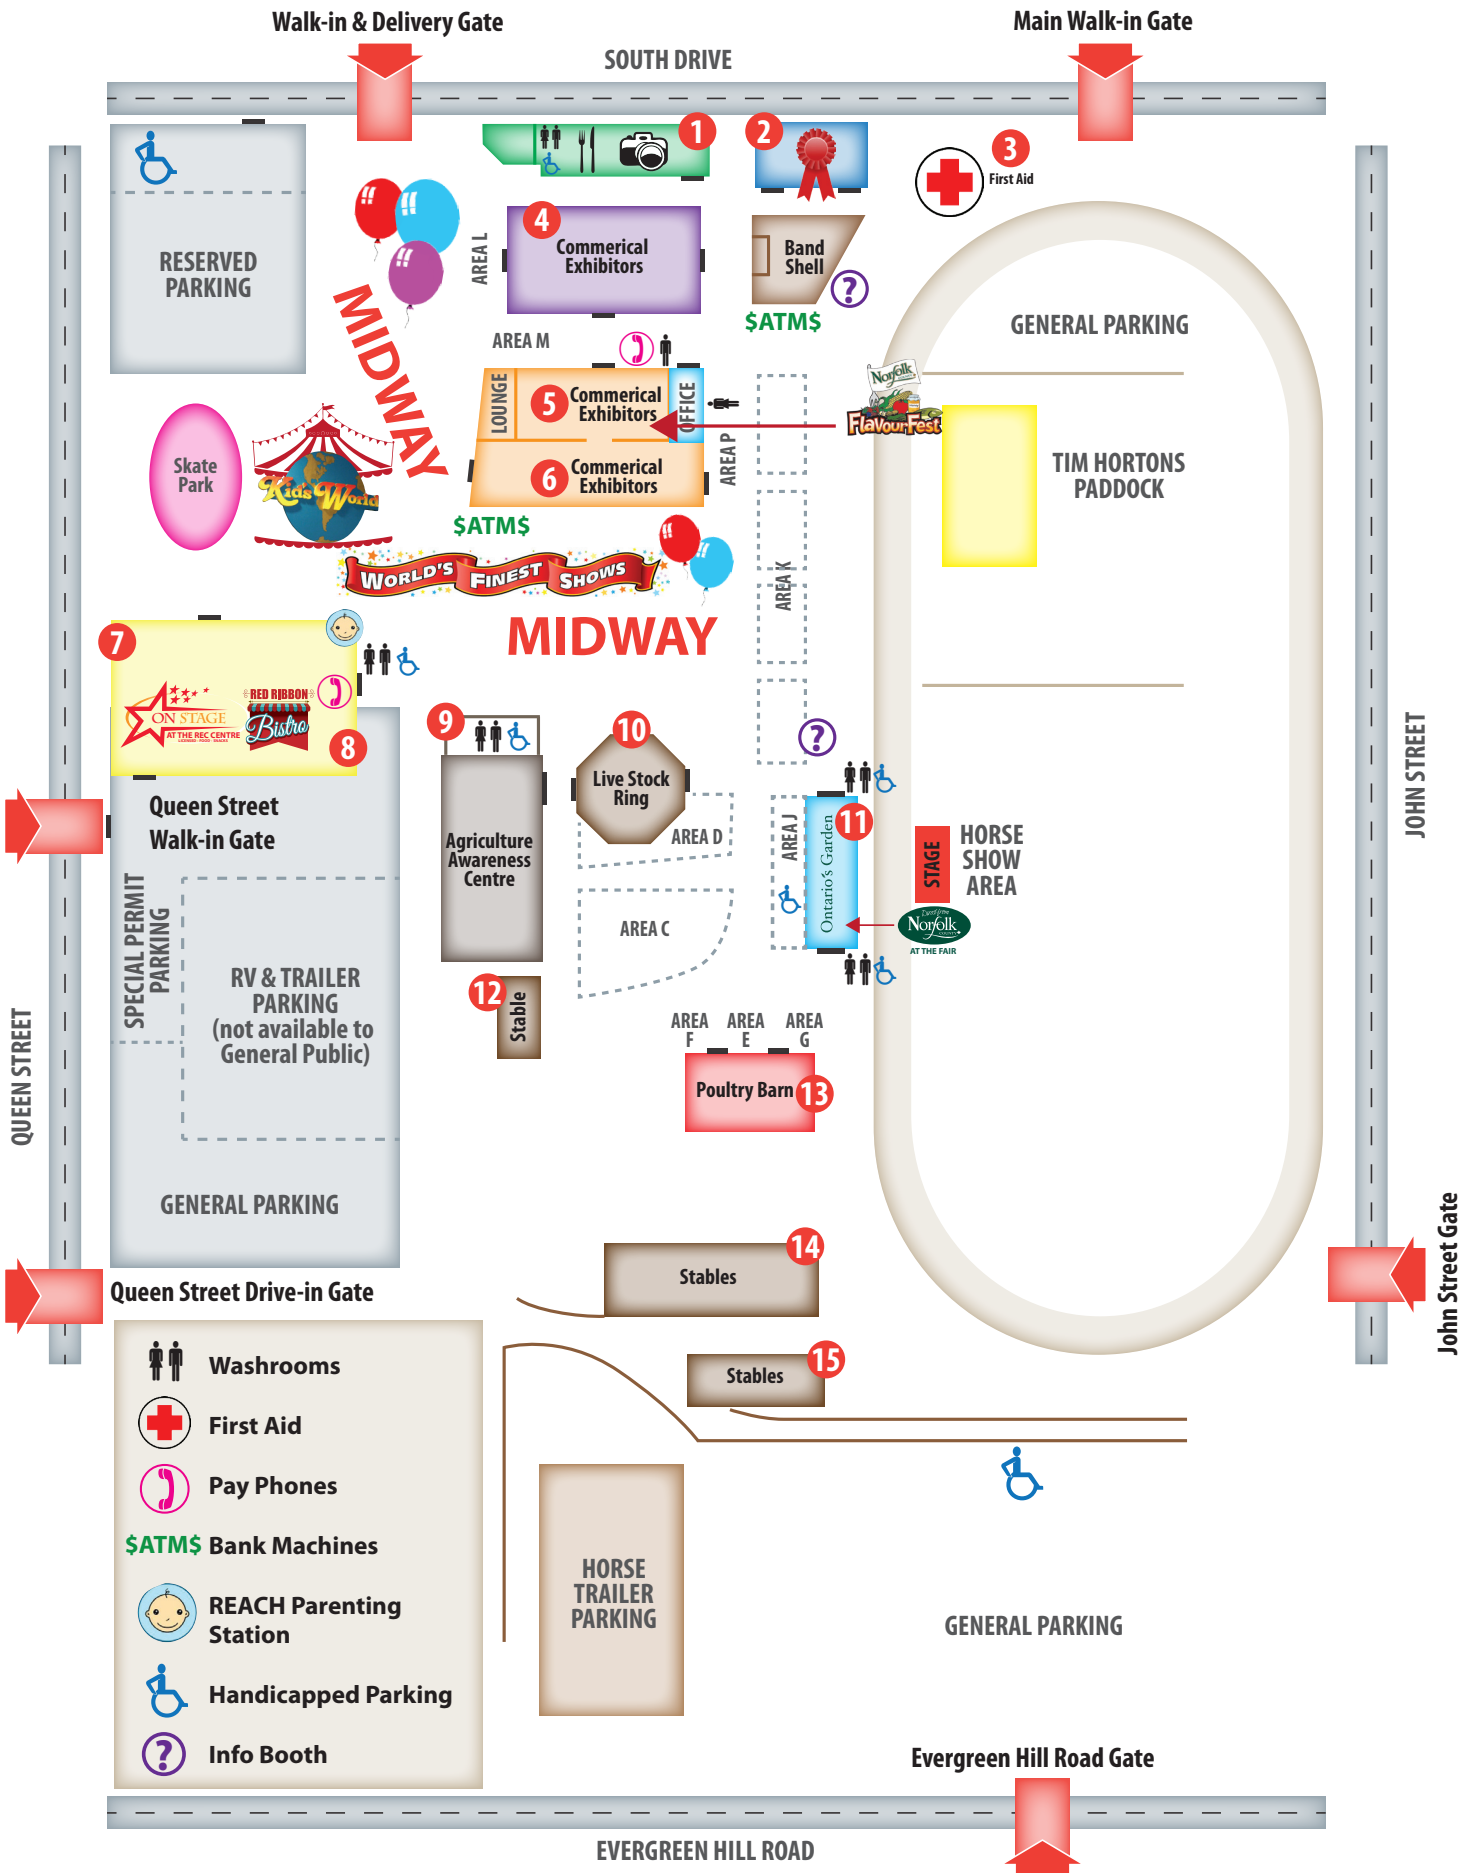 Walk-in & Delivery Gate
Main Walk-in Gate
SOUTH DRIVE
1
2
3
First Aid
RESERVED
PARKING
AREA L
4
Commerical
Exhibitors
Band
Shell
?
$ATM$
GENERAL PARKING
MIDWAY
AREA M
LOUNGE
5
Commerical
Exhibitors
OFFICE
6
Commerical
Exhibitors
AREA P
Norfolk
COUNTY
FlavourFest
TIM HORTONS
PADDOCK
Skate
Park
Kid's World
$ATM$
WORLD'S FINEST SHOWS
MIDWAY
AREA K
7
ON STAGE
AT THE REC CENTRE
LICENSED • FOOD • SNACKS
RED RIBBON
Bistro
8
9
10
Live Stock
Ring
?
Queen Street
Walk-in Gate
Agriculture
Awareness
Centre
AREA D
AREA J
11
Ontario's Garden
STAGE
HORSE
SHOW
AREA
JOHN STREET
SPECIAL PERMIT
PARKING
RV & TRAILER
PARKING
(not available to
General Public)
AREA C
Norfolk
COUNTY
AT THE FAIR
12
Stable
QUEEN STREET
AREA
F
AREA
E
AREA
G
Poultry Barn
13
GENERAL PARKING
14
Stables
John Street Gate
Queen Street Drive-in Gate
15
Stables
Washrooms
First Aid
Pay Phones
$ATM$ Bank Machines
REACH Parenting
Station
Handicapped Parking
? Info Booth
HORSE
TRAILER
PARKING
GENERAL PARKING
Evergreen Hill Road Gate
EVERGREEN HILL ROAD